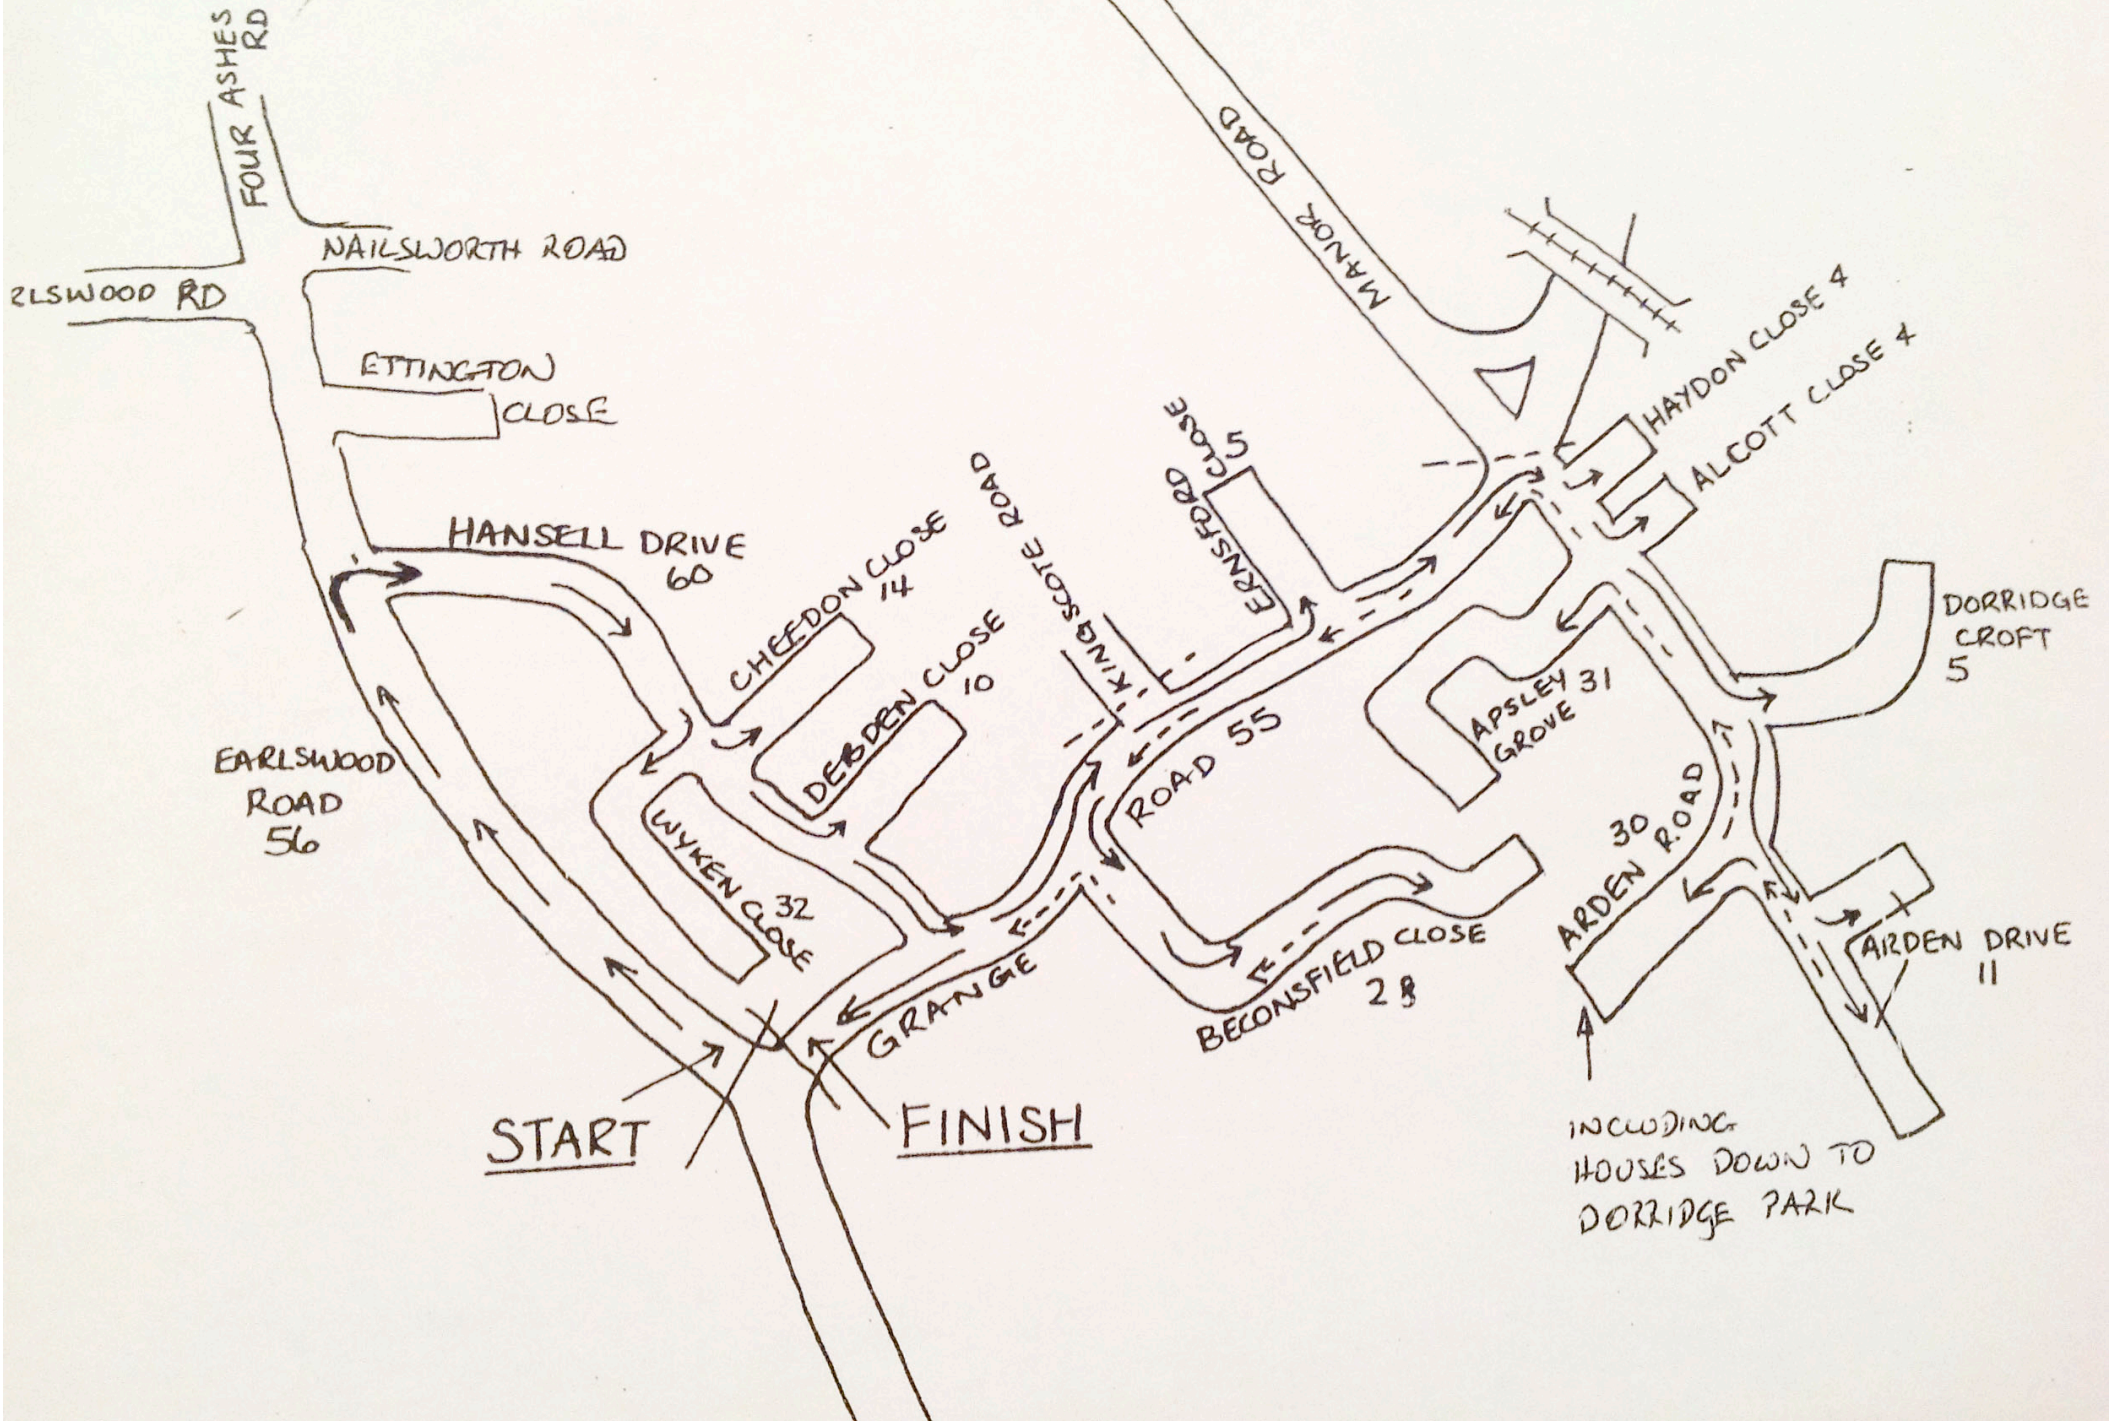 FOUR ASHES
RD
NAILSWORTH ROAD
RLSWOOD RD
ETTINGTON
CLOSE
MANOR ROAD
HAYDON CLOSE 4
ALCOTT CLOSE 4
HANSELL DRIVE
60
CHEEDON CLOSE
14
DEBDEN CLOSE
10
KINGSCOTE ROAD
ERNSFORD CLOSE
5
DORRIDGE
CROFT
5
EARLSWOOD
ROAD
56
WYKEN CLOSE
32
GRANGE
ROAD 55
APSLEY 31
GROVE
ARDEN ROAD
30
BECONSFIELD CLOSE
ARDEN DRIVE
11
START
FINISH
INCLUDING
HOUSES DOWN TO
DORRIDGE PARK